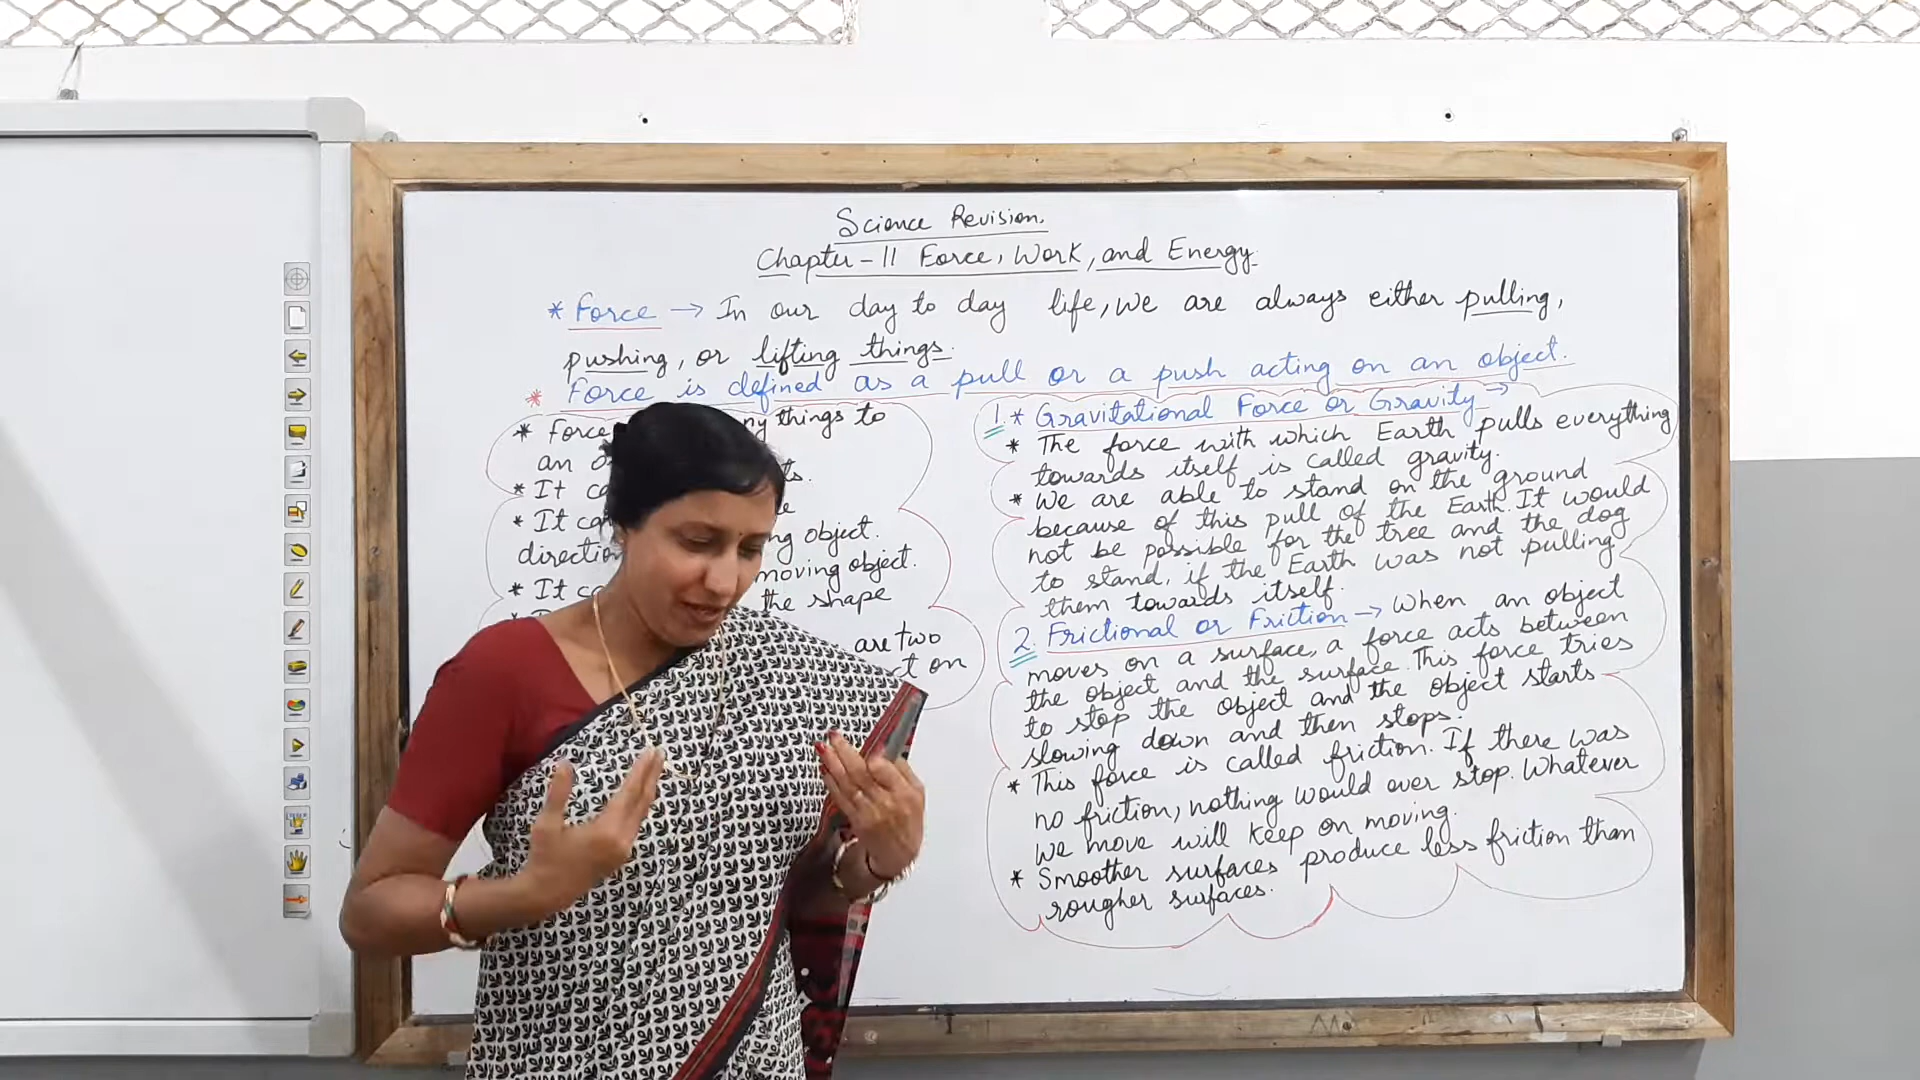 Science Revision.
Chapter-11 Force, Work, and Energy.
* Force → In our day to day life, we are always either pulling,
pushing, or lifting things.
* Force is defined as a pull or a push acting on an object.
* Force ny things to
an o ts.
* It ca
* It can ng object.
direction moving object.
* It ca the shape
are two
ct on
1. * Gravitational Force or Gravity →
* The force with which Earth pulls everything
towards itself is called gravity.
* We are able to stand on the ground
because of this pull of the Earth. It would
not be possible for the tree and the dog
to stand, if the Earth was not pulling
them towards itself.
2. Frictional or Friction → When an object
moves on a surface, a force acts between
the object and the surface. This force tries
to stop the object and the object starts
slowing down and then stops.
* This force is called friction. If there was
no friction, nothing would ever stop. Whatever
we move will keep on moving.
* Smoother surfaces produce less friction than
rougher surfaces.